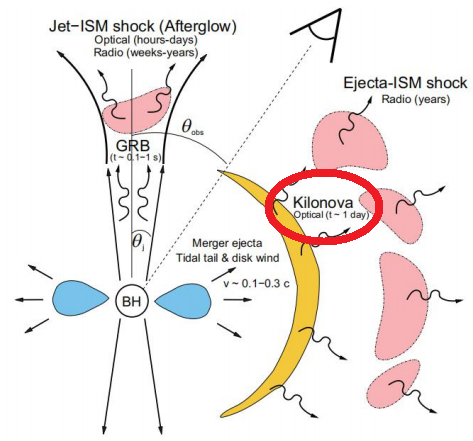 Jet–ISM shock (Afterglow)
Optical (hours-days)
Radio (weeks-years)
Ejecta-ISM shock
Radio (years)
GRB
(t ~ 0.1–1 s)
θobs
Kilonova
Optical (t ~ 1 day)
θj
Merger ejecta
Tidal tail & disk wind
v ~ 0.1–0.3 c
BH